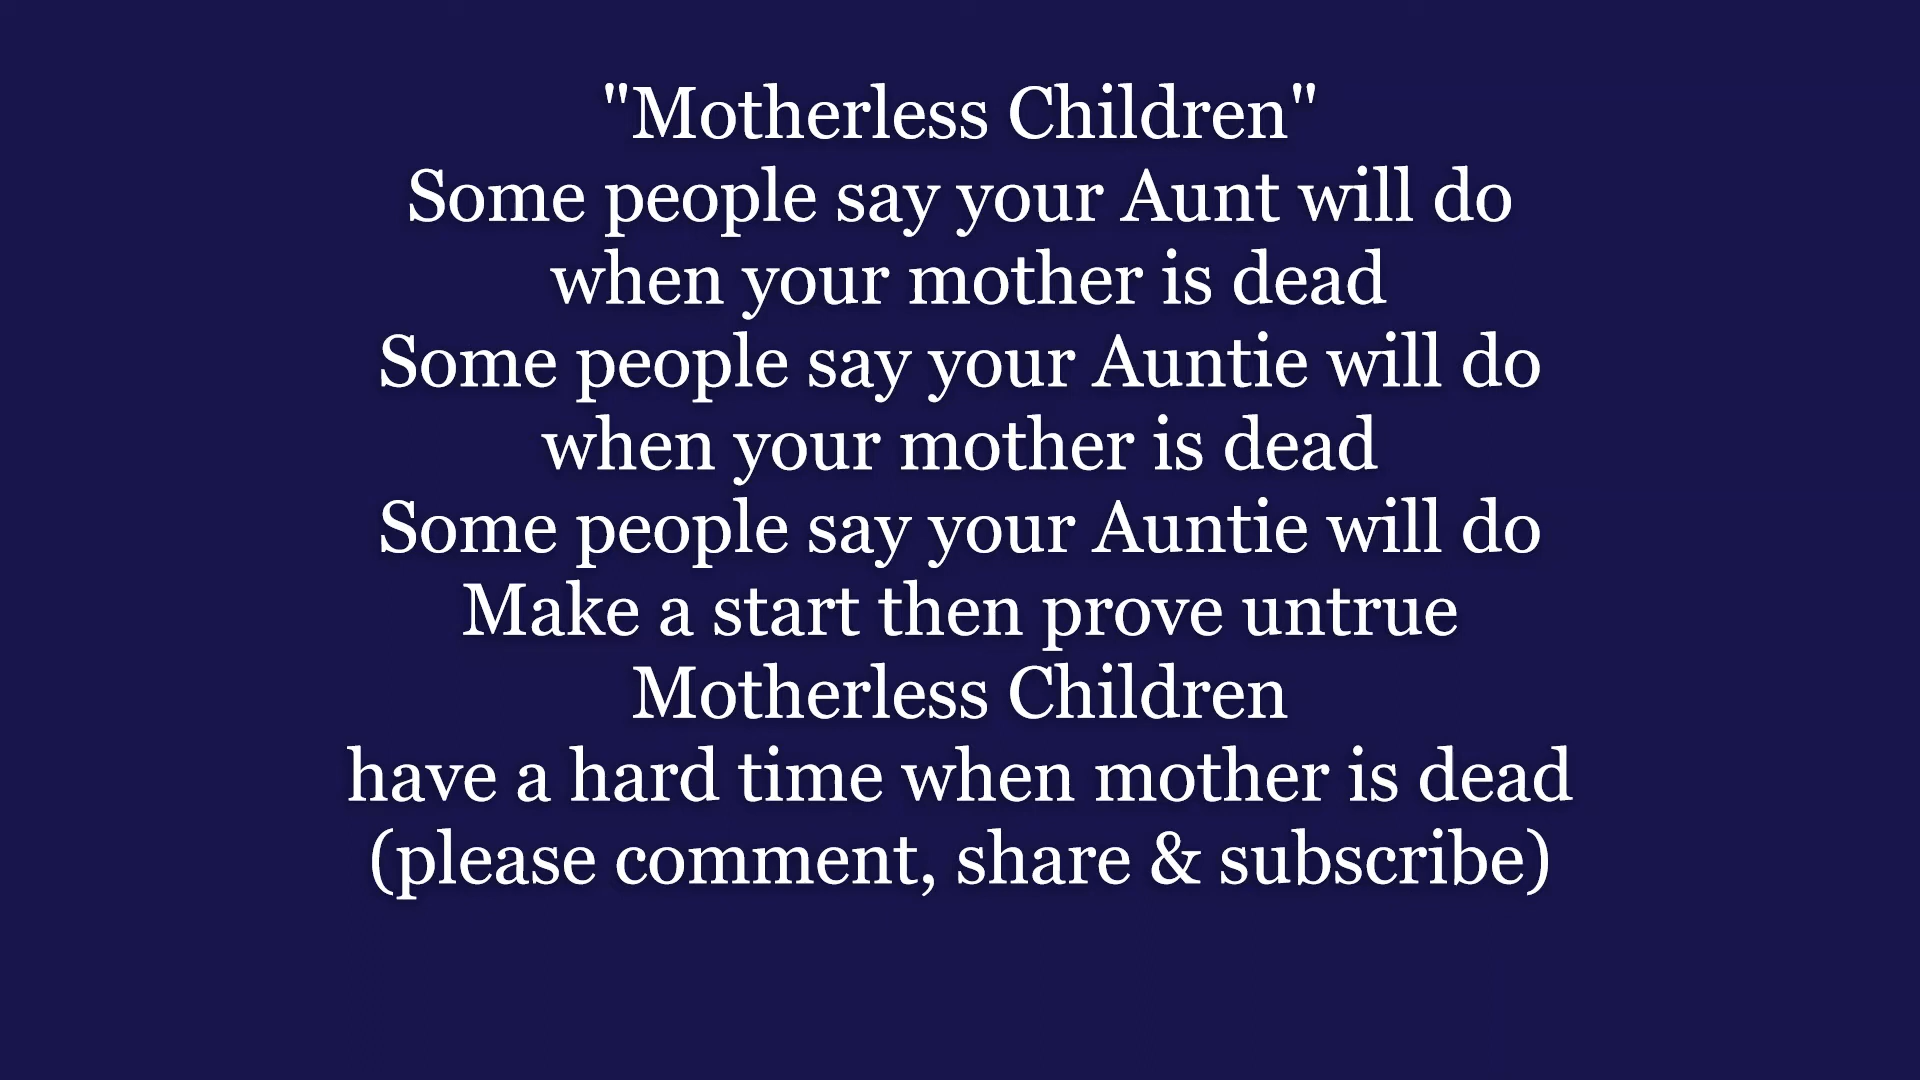 "Motherless Children"
Some people say your Aunt will do
when your mother is dead
Some people say your Auntie will do
when your mother is dead
Some people say your Auntie will do
Make a start then prove untrue
Motherless Children
have a hard time when mother is dead
(please comment, share & subscribe)